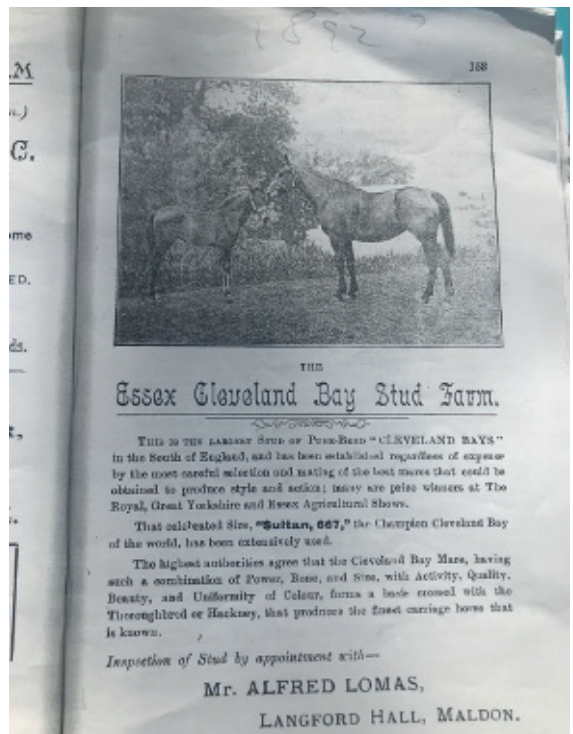 1892?
168
THE
Essex Cleveland Bay Stud Farm.
THIS IS THE LARGEST STUD OF PURE-BRED "CLEVELAND BAYS"
in the South of England, and has been established regardless of expense
by the most careful selection and mating of the best mares that could be
obtained to produce style and action; many are prize winners at The
Royal, Great Yorkshire and Essex Agricultural Shows.
That celebrated Sire, "Sultan, 667," the Champion Cleveland Bay
of the world, has been extensively used.
The highest authorities agree that the Cleveland Bay Mare, having
such a combination of Power, Bone, and Size, with Activity, Quality,
Beauty, and Uniformity of Colour, forms a basis crossed with the
Thoroughbred or Hackney, that produces the finest carriage horse that
is known.
Inspection of Stud by appointment with—
Mr. ALFRED LOMAS,
LANGFORD HALL, MALDON.